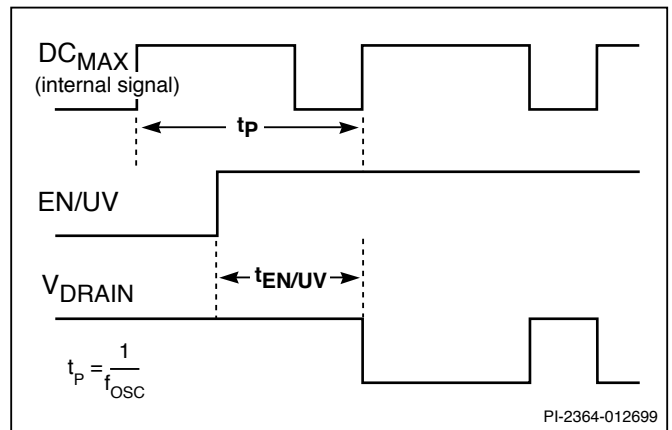 DCMAX
(internal signal)
tP
EN/UV
tEN/UV
VDRAIN
tP = 1/fOSC
PI-2364-012699